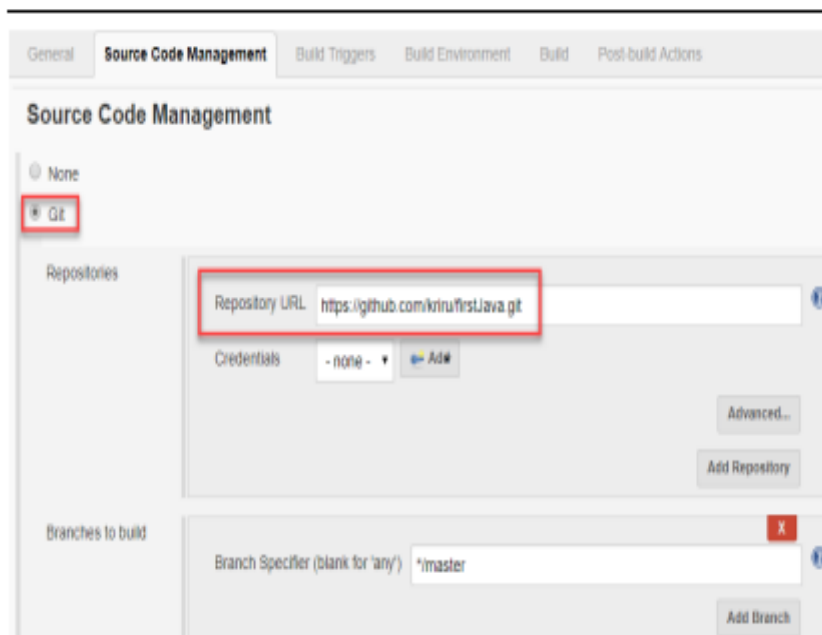 General Source Code Management Build Triggers Build Environment Build Post-build Actions
Source Code Management
None
Git
Repositories
Repository URL https://github.com/kriru/firstJava.git
Credentials - none - Add
Advanced...
Add Repository
Branches to build
X
Branch Specifier (blank for 'any') */master
Add Branch